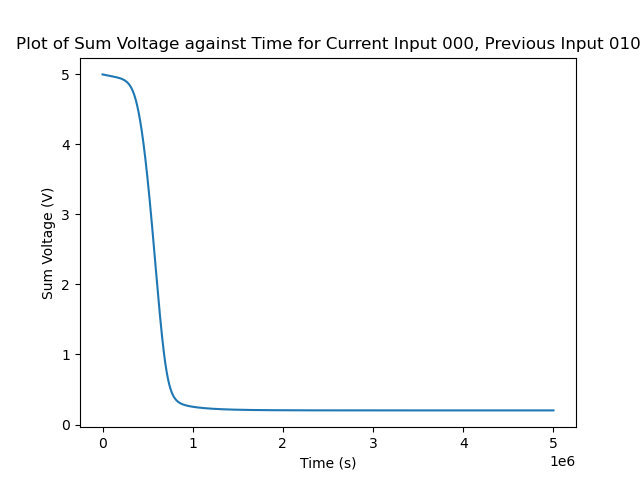 Plot of Sum Voltage against Time for Current Input 000, Previous Input 010
5
4
3
2
1
0
Sum Voltage (V)
0 1 2 3 4 5
1e6
Time (s)